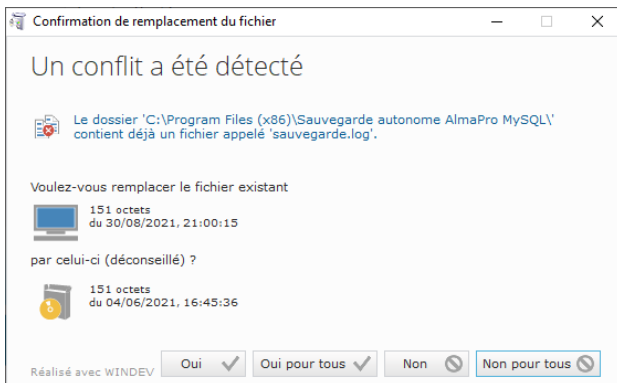 Confirmation de remplacement du fichier
Un conflit a été détecté
Le dossier 'C:\Program Files (x86)\Sauvegarde autonome AlmaPro MySQL\'
contient déjà un fichier appelé 'sauvegarde.log'.
Voulez-vous remplacer le fichier existant
151 octets
du 30/08/2021, 21:00:15
par celui-ci (déconseillé) ?
151 octets
du 04/06/2021, 16:45:36
Réalisé avec WINDEV Oui Oui pour tous Non Non pour tous